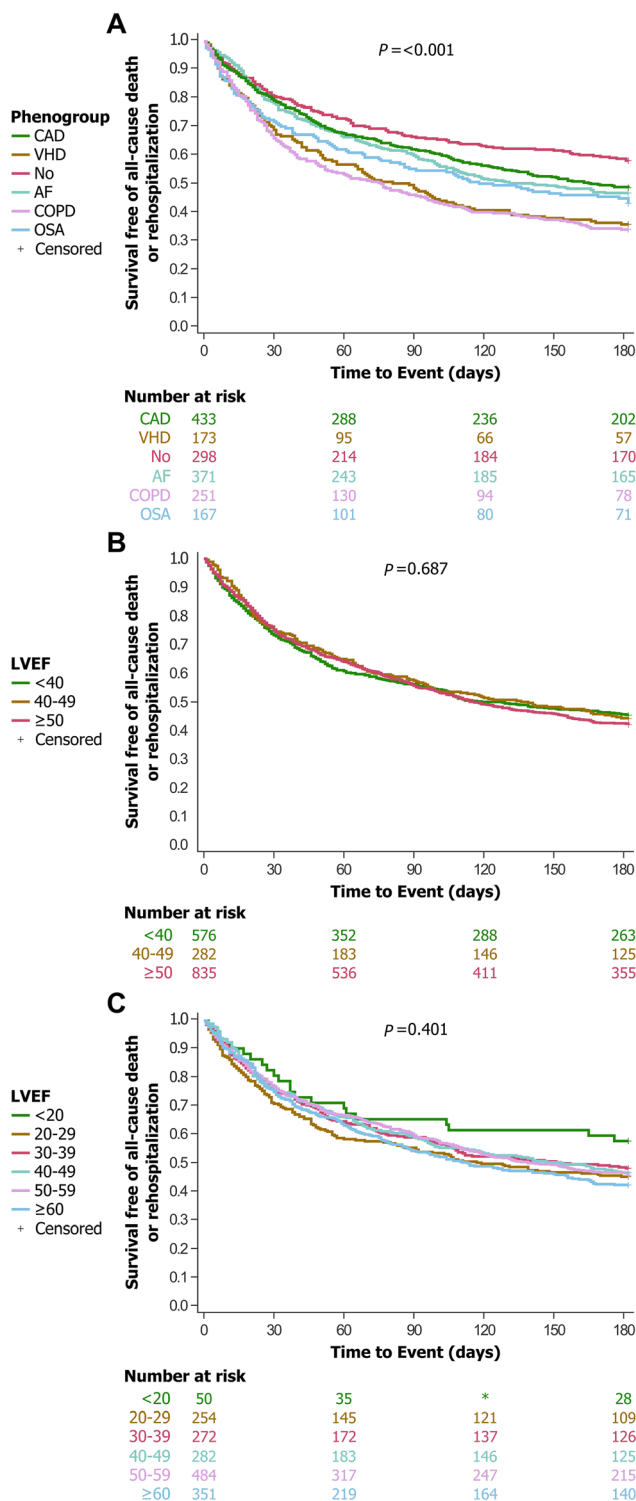 A
P=<0.001
Phenogroup
CAD
VHD
No
AF
COPD
OSA
+ Censored
Survival free of all-cause death
or rehospitalization
1.0
0.9
0.8
0.7
0.6
0.5
0.4
0.3
0.2
0.1
0.0
0 30 60 90 120 150 180
Time to Event (days)
Number at risk
CAD 433 288 236 202
VHD 173 95 66 57
No 298 214 184 170
AF 371 243 185 165
COPD 251 130 94 78
OSA 167 101 80 71
B
P=0.687
LVEF
<40
40-49
≥50
+ Censored
Survival free of all-cause death
or rehospitalization
1.0
0.9
0.8
0.7
0.6
0.5
0.4
0.3
0.2
0.1
0.0
0 30 60 90 120 150 180
Time to Event (days)
Number at risk
<40 576 352 288 263
40-49 282 183 146 125
≥50 835 536 411 355
C
P=0.401
LVEF
<20
20-29
30-39
40-49
50-59
≥60
+ Censored
Survival free of all-cause death
or rehospitalization
1.0
0.9
0.8
0.7
0.6
0.5
0.4
0.3
0.2
0.1
0.0
0 30 60 90 120 150 180
Time to Event (days)
Number at risk
<20 50 35 * 28
20-29 254 145 121 109
30-39 272 172 137 126
40-49 282 183 146 125
50-59 484 317 247 215
≥60 351 219 164 140